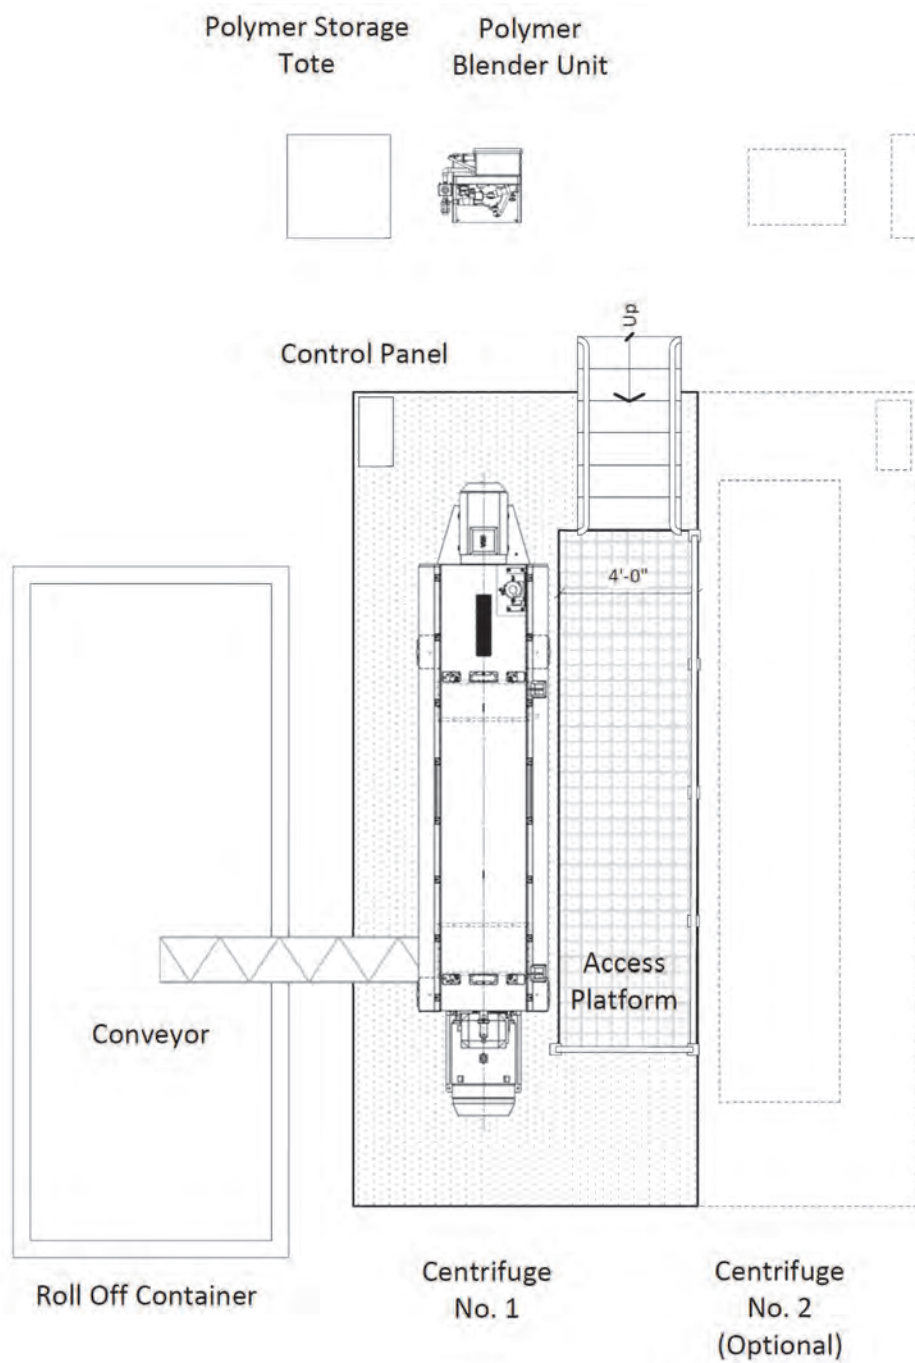 Polymer Storage
Tote
Polymer
Blender Unit
Up
Control Panel
4'-0"
Access
Platform
Conveyor
Roll Off Container
Centrifuge
No. 1
Centrifuge
No. 2
(Optional)